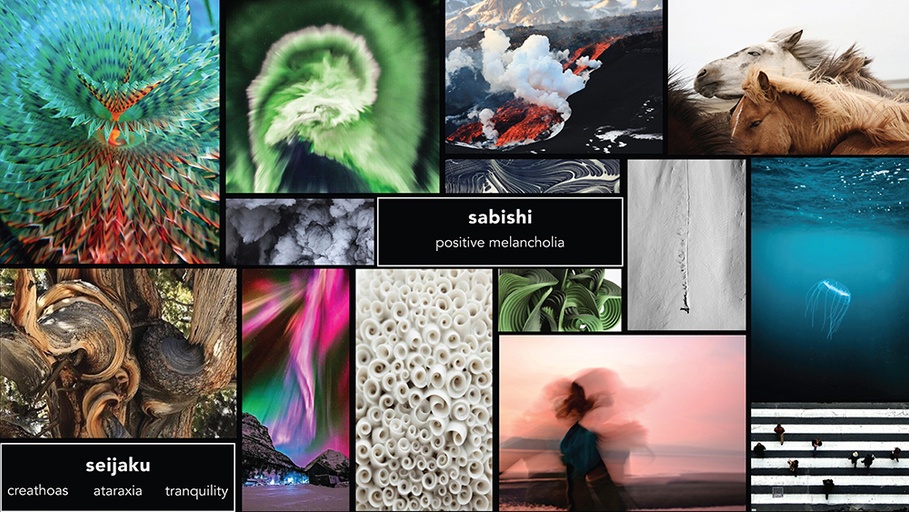 sabishi
positive melancholia
seijaku
creathoas ataraxia tranquility